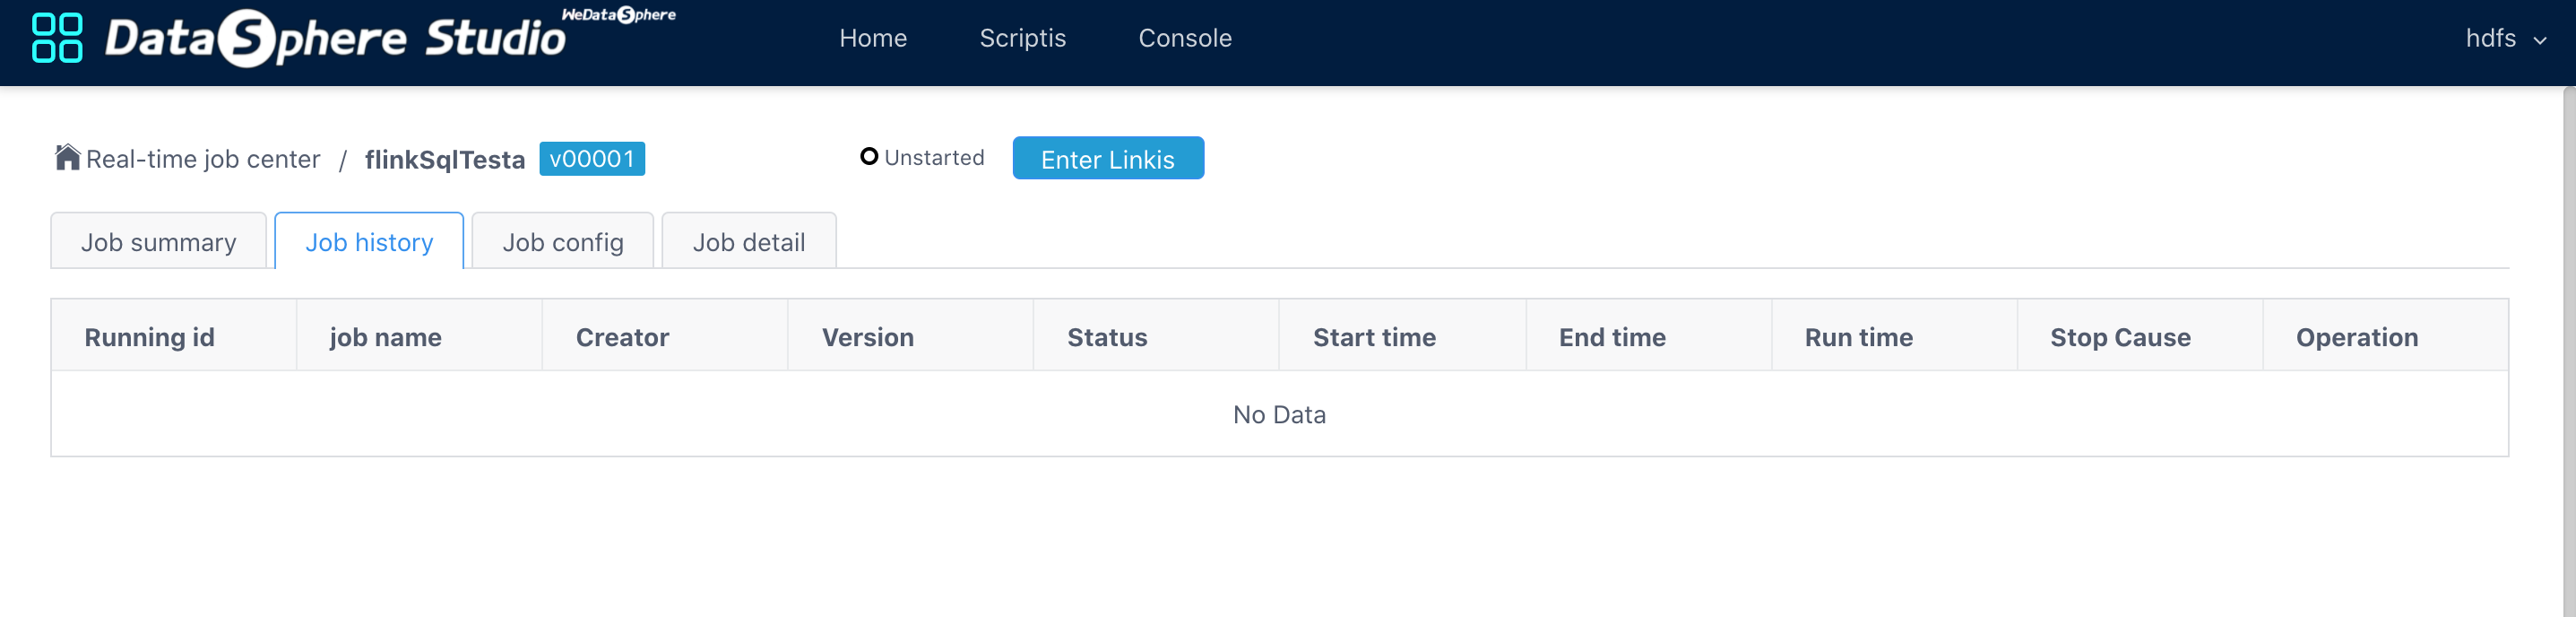 DataSphere Studio WeDataSphere
Home Scriptis Console hdfs
Real-time job center / flinkSqlTesta v00001 Unstarted Enter Linkis
Job summary Job history Job config Job detail
Running id job name Creator Version Status Start time End time Run time Stop Cause Operation
No Data